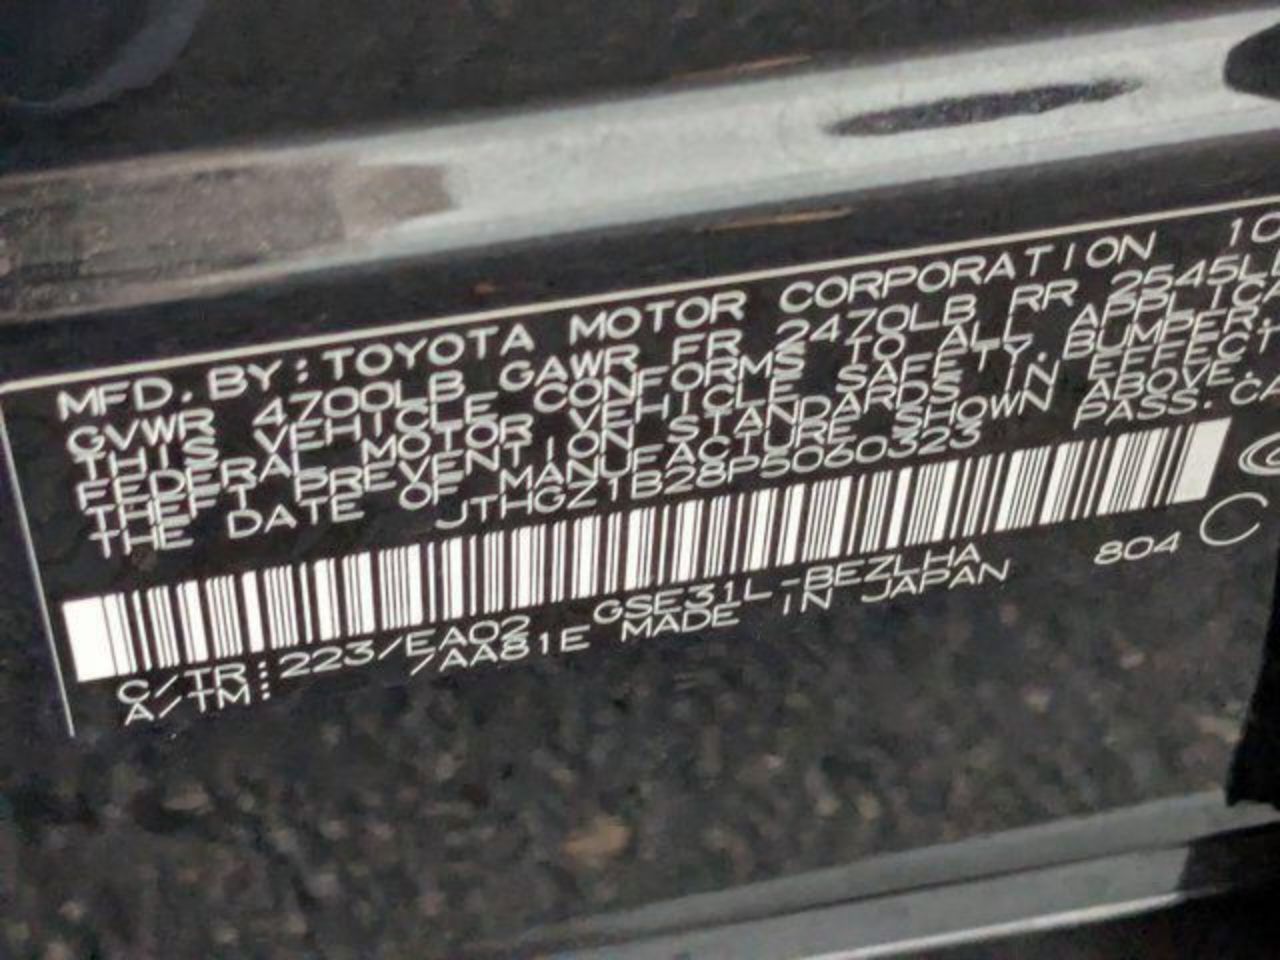 MFD. BY: TOYOTA MOTOR CORPORATION 10
GVWR 4700LB GAWR FR 2470LB RR 2545LB
THIS VEHICLE CONFORMS TO ALL APPLICA
FEDERAL MOTOR VEHICLE SAFETY, BUMPER,
THEFT PREVENTION STANDARDS IN EFFECT
THE DATE OF MANUFACTURE SHOWN ABOVE.
JTHGZ1B28P5060323 PASS.CA
C/TR: 223/EA02 GSE31L-BEZLHA 804
A/TM: /AA81E MADE IN JAPAN
C